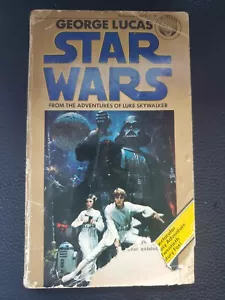 GEORGE LUCAS
STAR
WARS
FROM THE ADVENTURES OF LUKE SKYWALKER